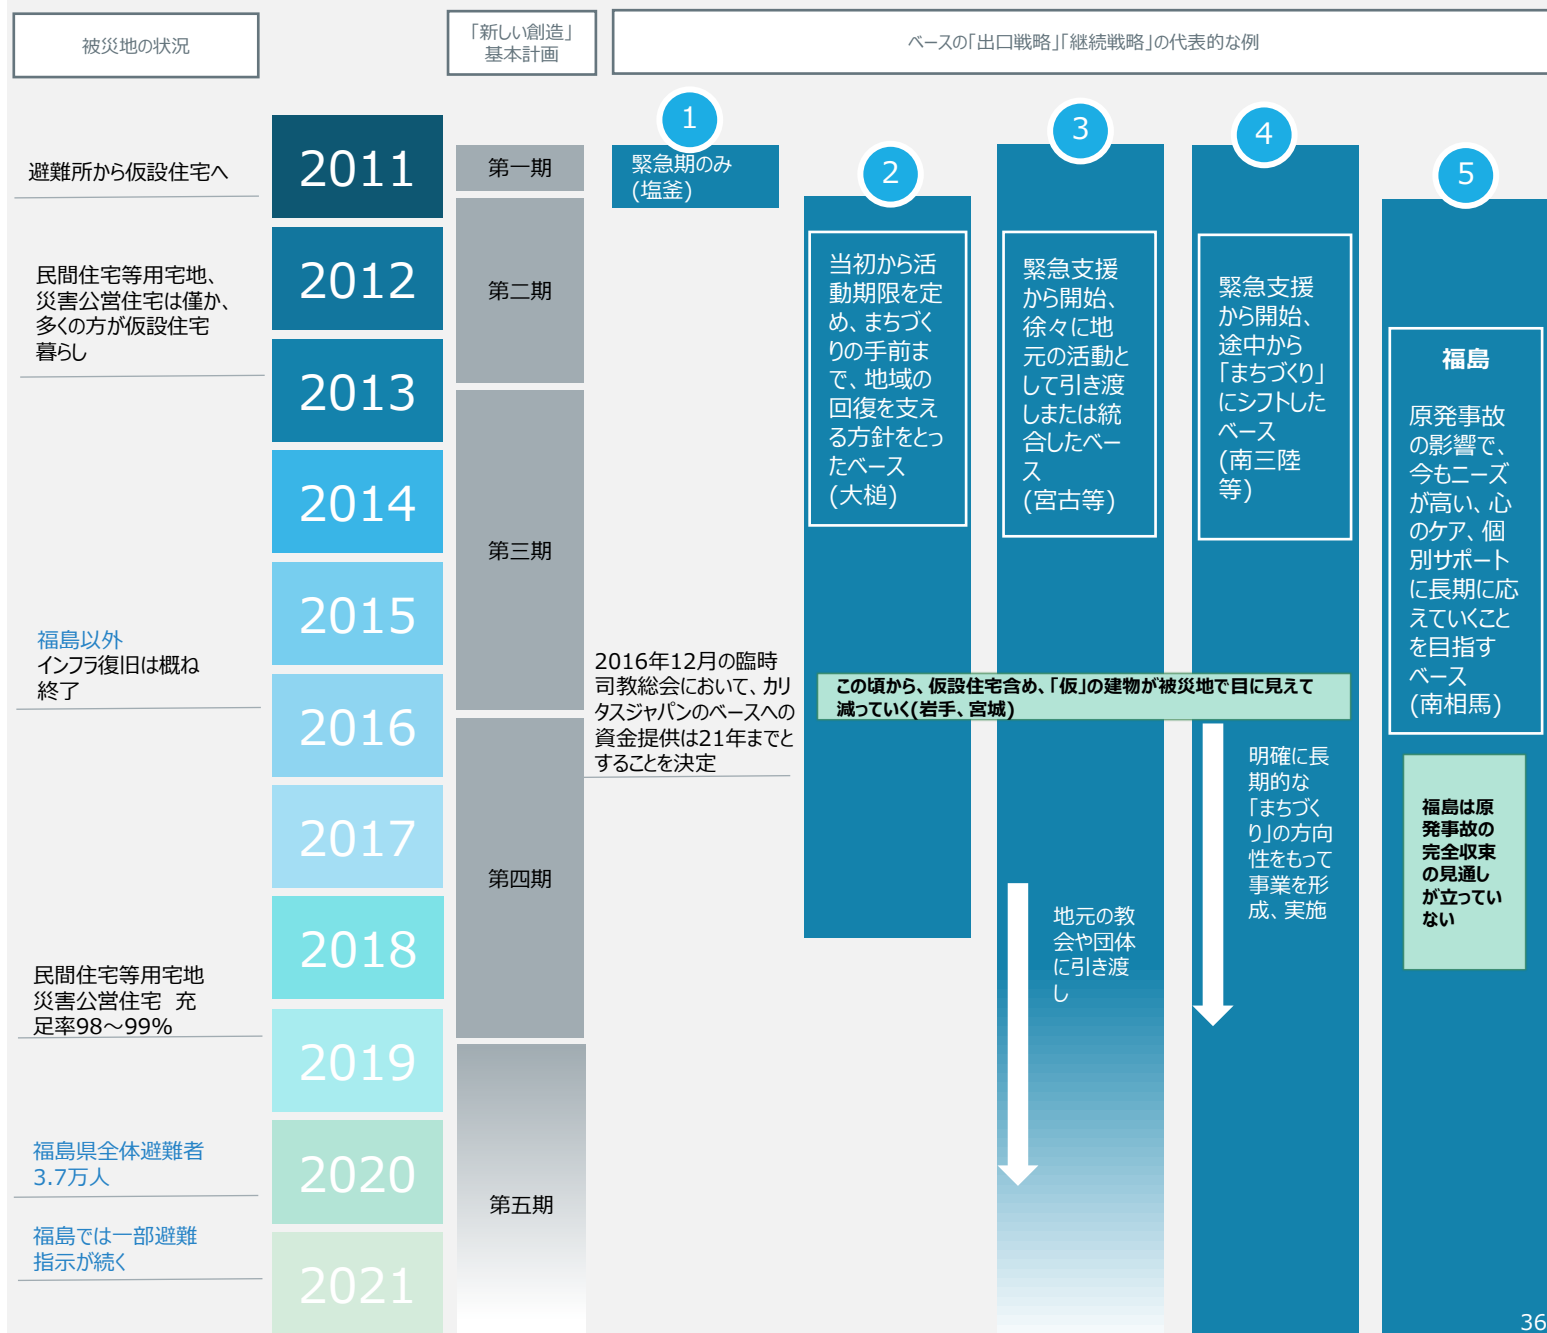 被災地の状況
「新しい創造」
基本計画
ベースの「出口戦略」「継続戦略」の代表的な例
避難所から仮設住宅へ
民間住宅等用宅地、
災害公営住宅は僅か、
多くの方が仮設住宅
暮らし
福島以外
インフラ復旧は概ね
終了
民間住宅等用宅地
災害公営住宅 充
足率98～99%
福島県全体避難者
3.7万人
福島では一部避難
指示が続く
2011
2012
2013
2014
2015
2016
2017
2018
2019
2020
2021
第一期
第二期
第三期
第四期
第五期
1
緊急期のみ
(塩釜)
2016年12月の臨時
司教総会において、カリ
タスジャパンのベースへの
資金提供は21年までと
することを決定
2
当初から活
動期限を定
め、まちづく
りの手前ま
で、地域の
回復を支え
る方針をとっ
たベース
(大槌)
3
緊急支援
から開始、
徐々に地
元の活動と
して引き渡
しまたは統
合したベー
ス
(宮古等)
4
緊急支援
から開始、
途中から
「まちづくり」
にシフトした
ベース
(南三陸
等)
5
福島
原発事故
の影響で、
今もニーズ
が高い、心
のケア、個
別サポート
に長期に応
えていくこと
を目指す
ベース
(南相馬)
この頃から、仮設住宅含め、「仮」の建物が被災地で目に見えて
減っていく(岩手、宮城)
地元の教
会や団体
に引き渡
し
明確に長
期的な
「まちづく
り」の方向
性をもって
事業を形
成、実施
福島は原
発事故の
完全収束
の見通し
が立ってい
ない
36